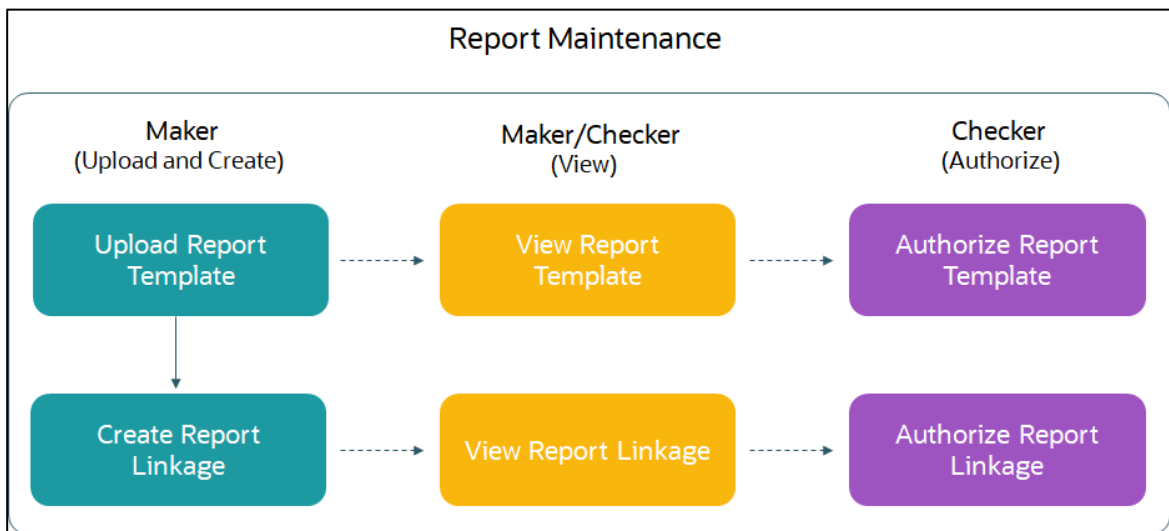 Report Maintenance
Maker
(Upload and Create)
Maker/Checker
(View)
Checker
(Authorize)
Upload Report
Template
View Report
Template
Authorize Report
Template
Create Report
Linkage
View Report Linkage
Authorize Report
Linkage